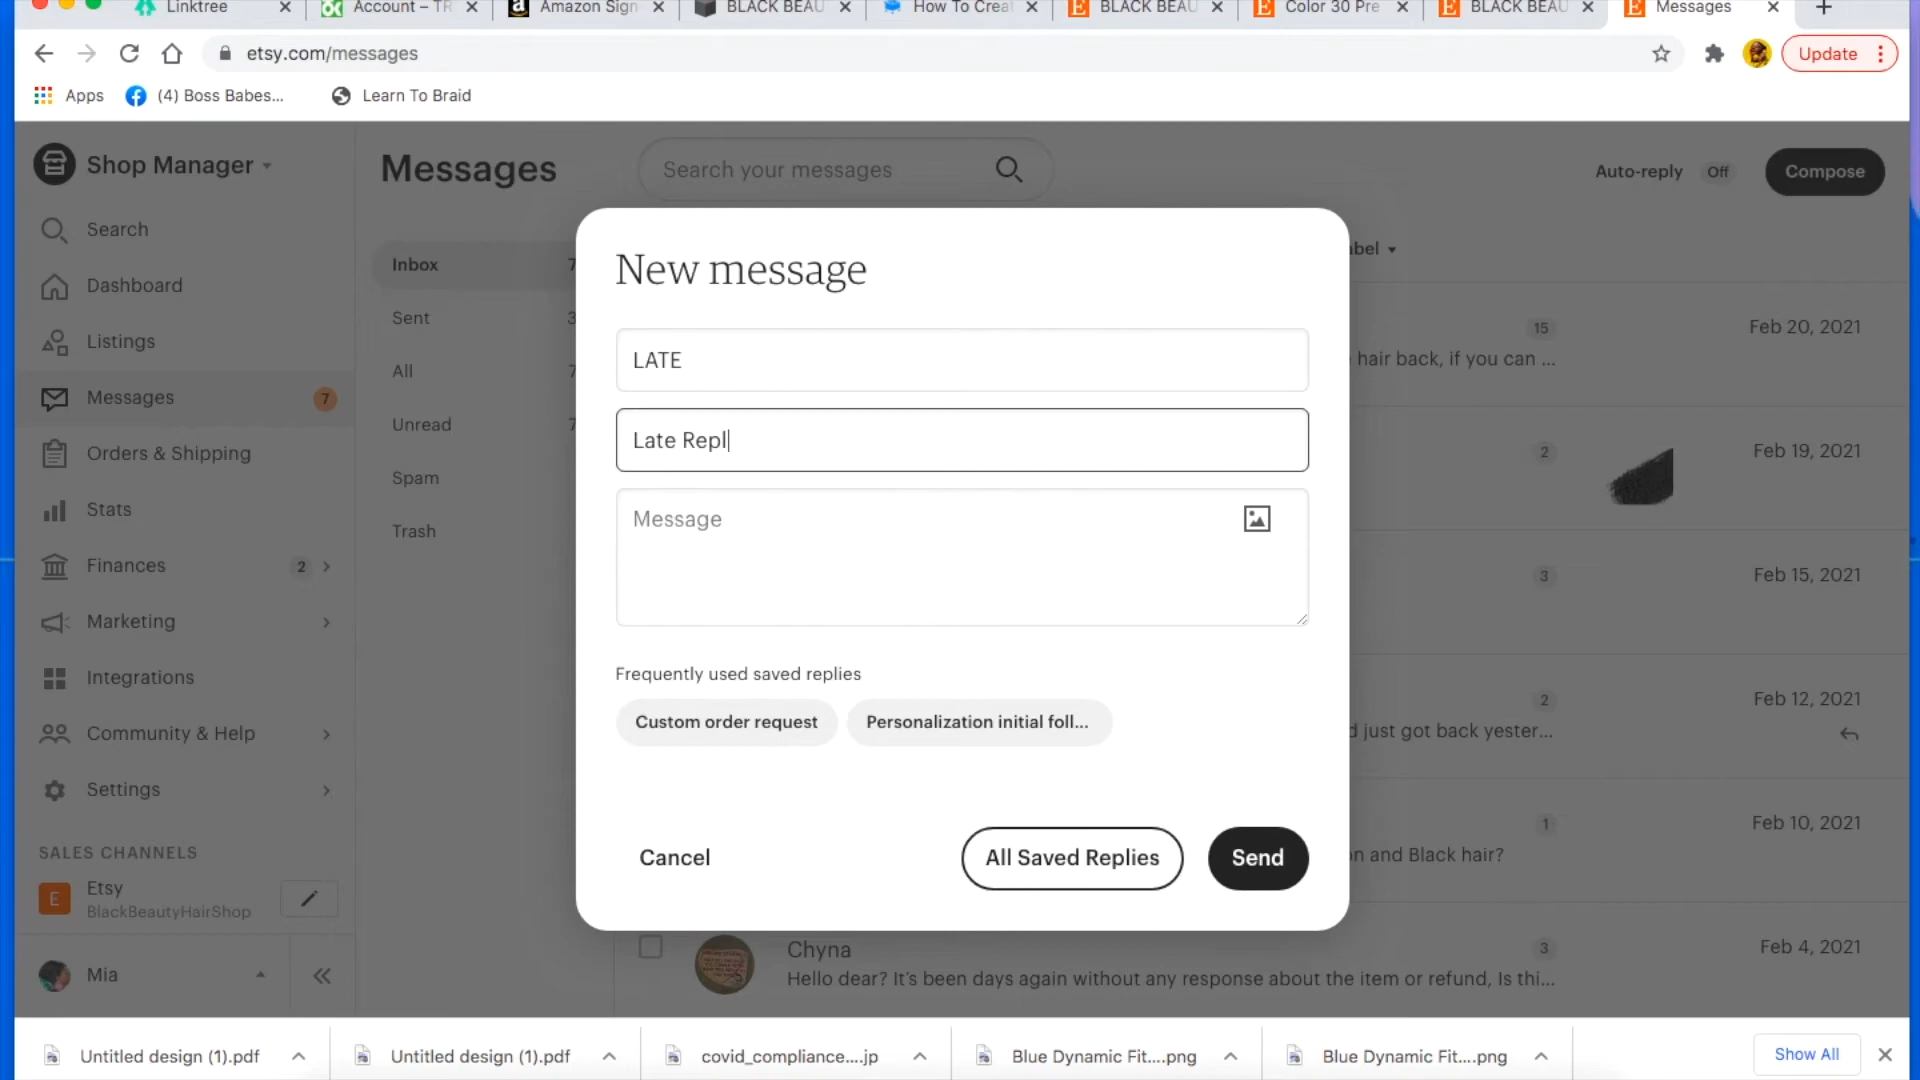 Linktree
Account – TR
Amazon Sign
BLACK BEAU
How To Creat
BLACK BEAU
Color 30 Pre
BLACK BEAU
Messages
etsy.com/messages
Update
Apps
(4) Boss Babes...
Learn To Braid
Shop Manager
Messages
Search your messages
Auto-reply
Off
Compose
Search
Dashboard
Listings
Messages
7
Orders & Shipping
Stats
Finances
2
Marketing
Integrations
Community & Help
Settings
SALES CHANNELS
Etsy
BlackBeautyHairShop
Mia
Inbox
7
Sent
3
All
7
Unread
7
Spam
Trash
New message
LATE
Late Repl
Message
Frequently used saved replies
Custom order request
Personalization initial foll...
Cancel
All Saved Replies
Send
abel
15
Feb 20, 2021
hair back, if you can ...
2
Feb 19, 2021
3
Feb 15, 2021
2
Feb 12, 2021
d just got back yester...
1
Feb 10, 2021
on and Black hair?
Chyna
3
Feb 4, 2021
Hello dear? It's been days again without any response about the item or refund, Is thi...
Untitled design (1).pdf
Untitled design (1).pdf
covid_compliance....jp
Blue Dynamic Fit....png
Blue Dynamic Fit....png
Show All